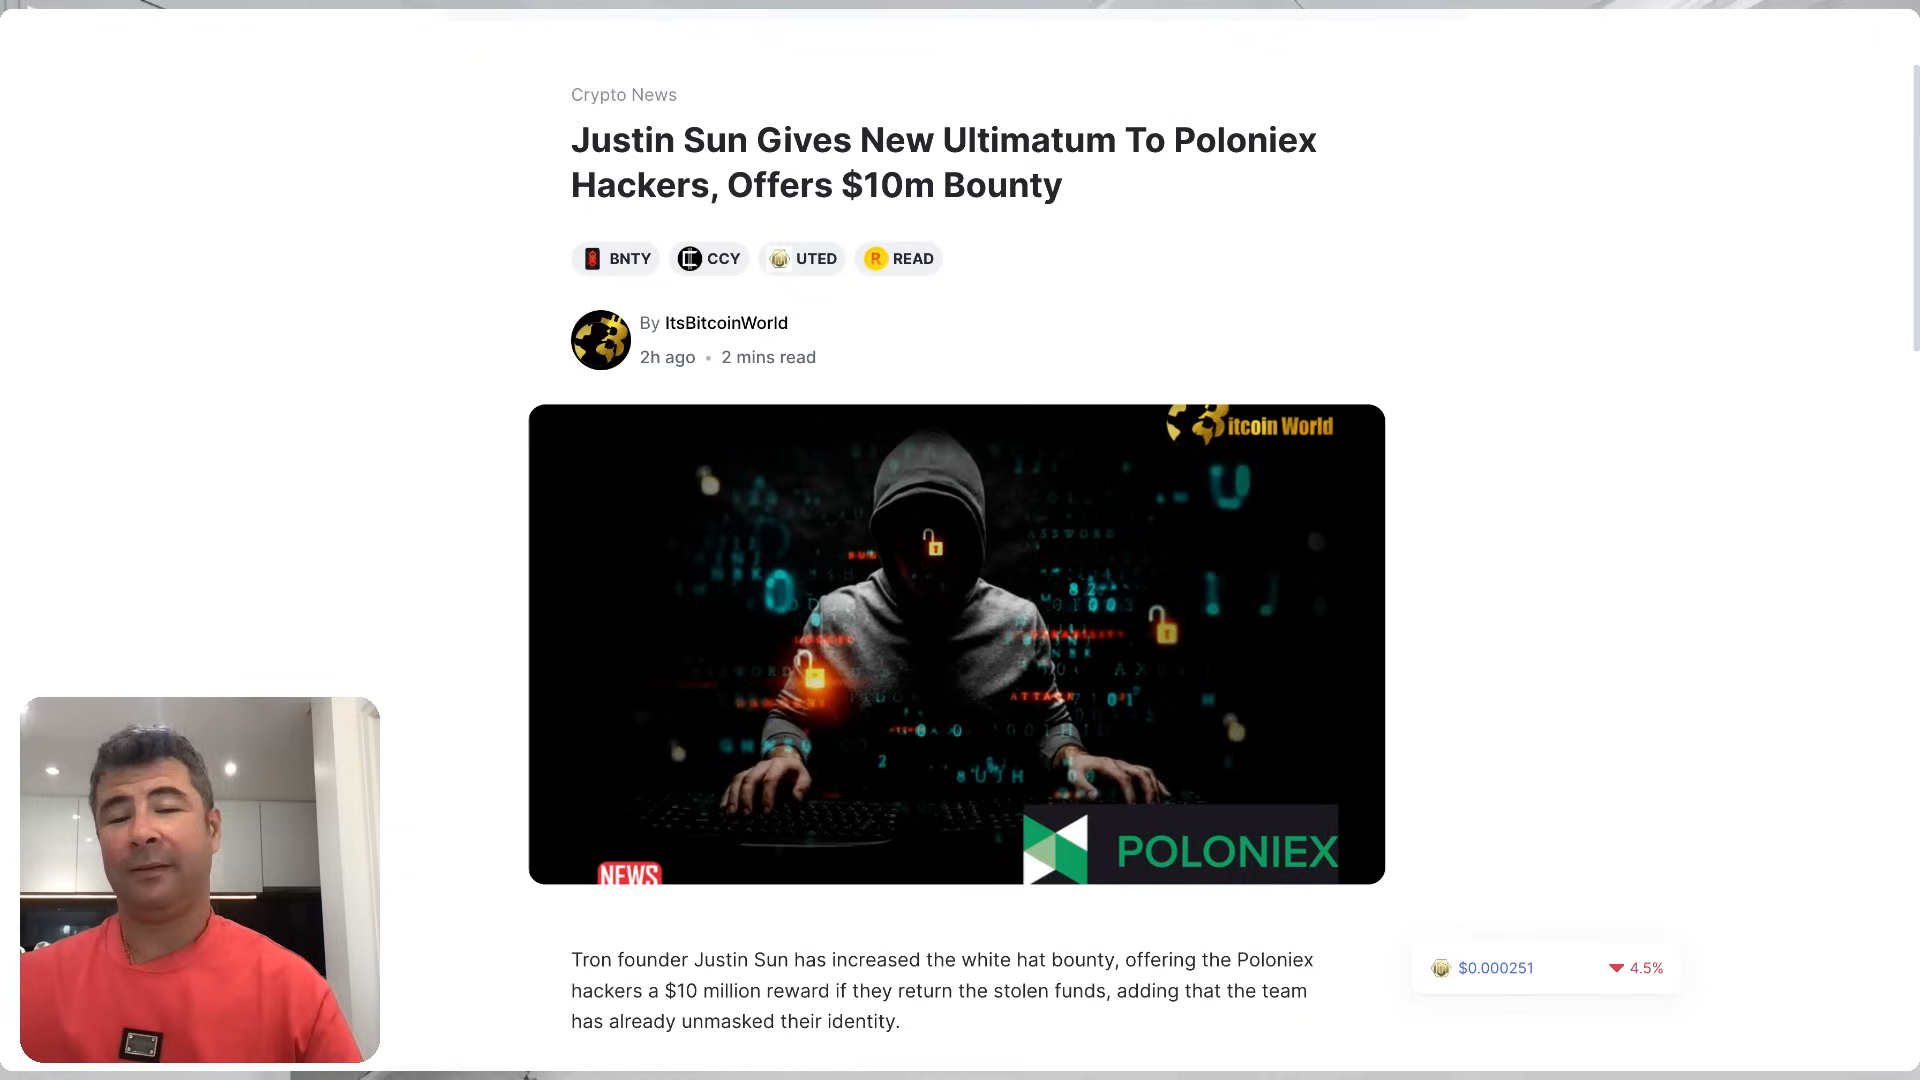 Crypto News
Justin Sun Gives New Ultimatum To Poloniex
Hackers, Offers $10m Bounty
BNTY
CCY
UTED
R READ
By ItsBitcoinWorld
2h ago • 2 mins read
Bitcoin World
PASSWORD
ATTACK
POLONIEX
NEWS
Tron founder Justin Sun has increased the white hat bounty, offering the Poloniex
hackers a $10 million reward if they return the stolen funds, adding that the team
has already unmasked their identity.
$0.000251
4.5%